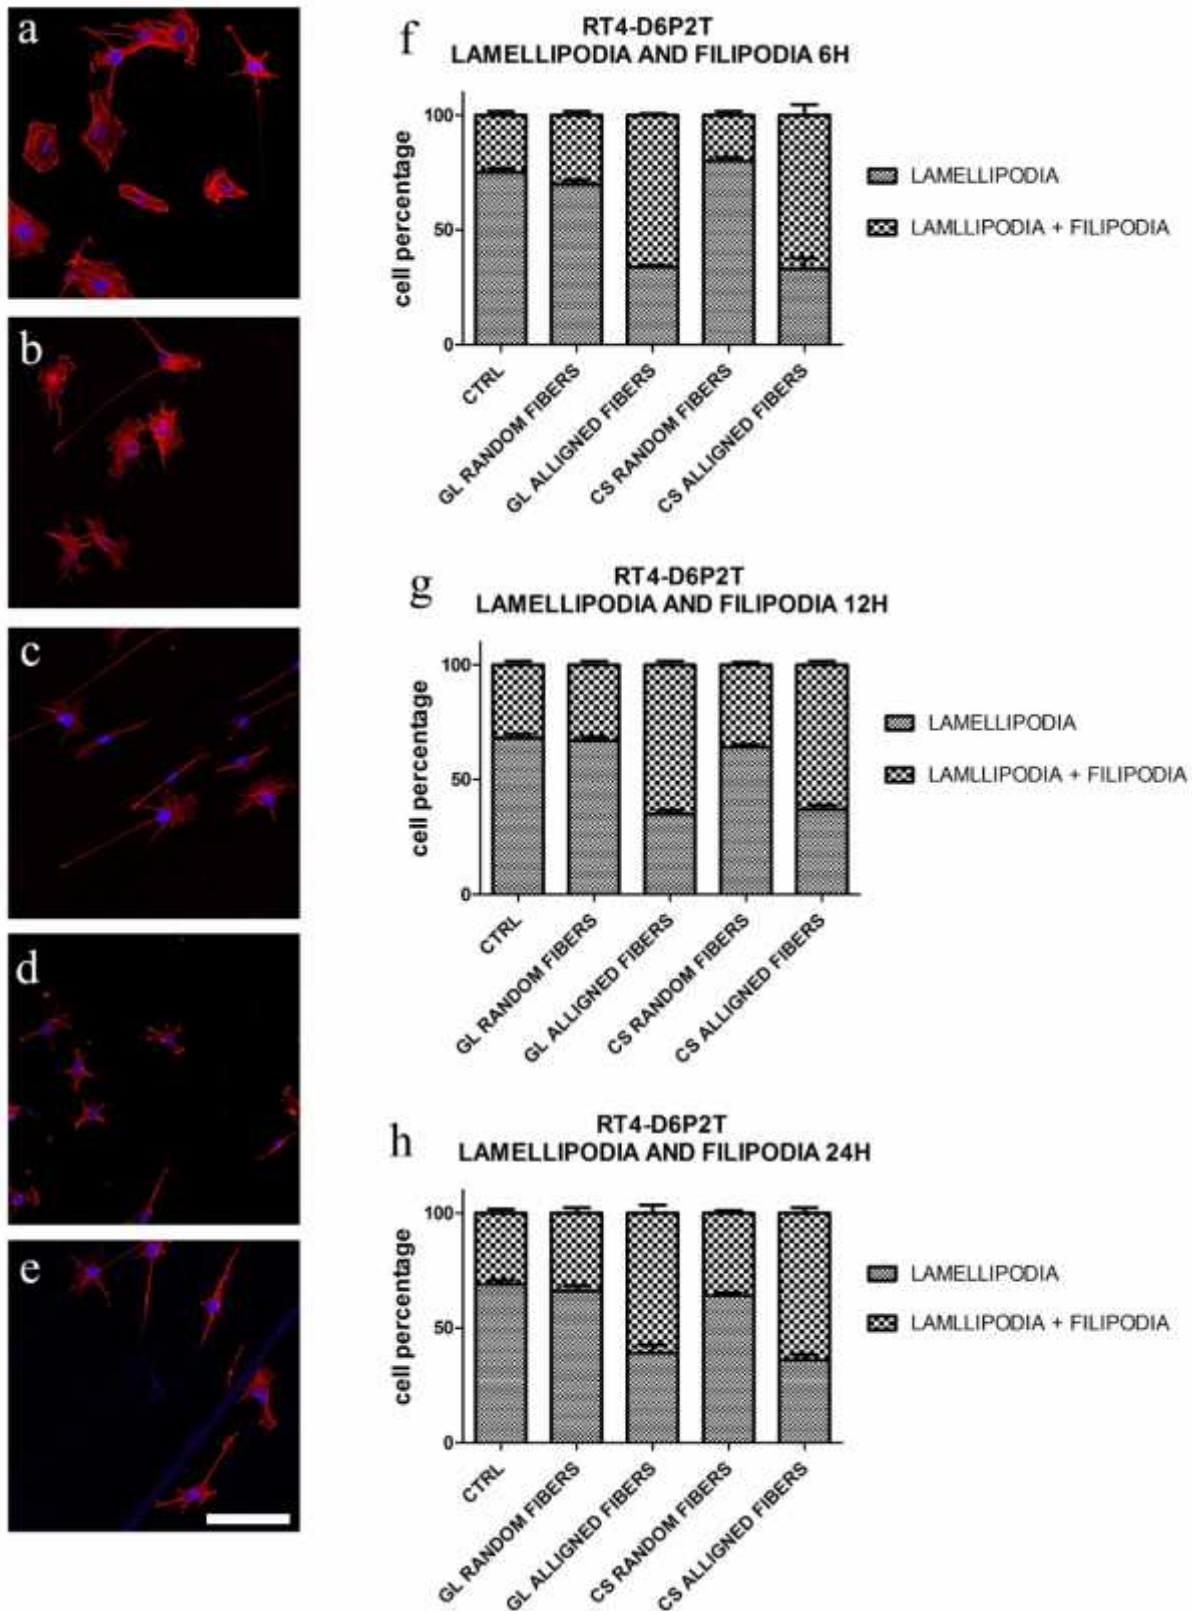 a
b
c
d
e
f
RT4-D6P2T
LAMELLIPODIA AND FILIPODIA 6H
cell percentage
100
50
0
CTRL
GL RANDOM FIBERS
GL ALLIGNED FIBERS
CS RANDOM FIBERS
CS ALLIGNED FIBERS
LAMELLIPODIA
LAMLLIPODIA + FILIPODIA
g
RT4-D6P2T
LAMELLIPODIA AND FILIPODIA 12H
cell percentage
100
50
0
CTRL
GL RANDOM FIBERS
GL ALLIGNED FIBERS
CS RANDOM FIBERS
CS ALLIGNED FIBERS
LAMELLIPODIA
LAMLLIPODIA + FILIPODIA
h
RT4-D6P2T
LAMELLIPODIA AND FILIPODIA 24H
cell percentage
100
50
0
CTRL
GL RANDOM FIBERS
GL ALLIGNED FIBERS
CS RANDOM FIBERS
CS ALLIGNED FIBERS
LAMELLIPODIA
LAMLLIPODIA + FILIPODIA